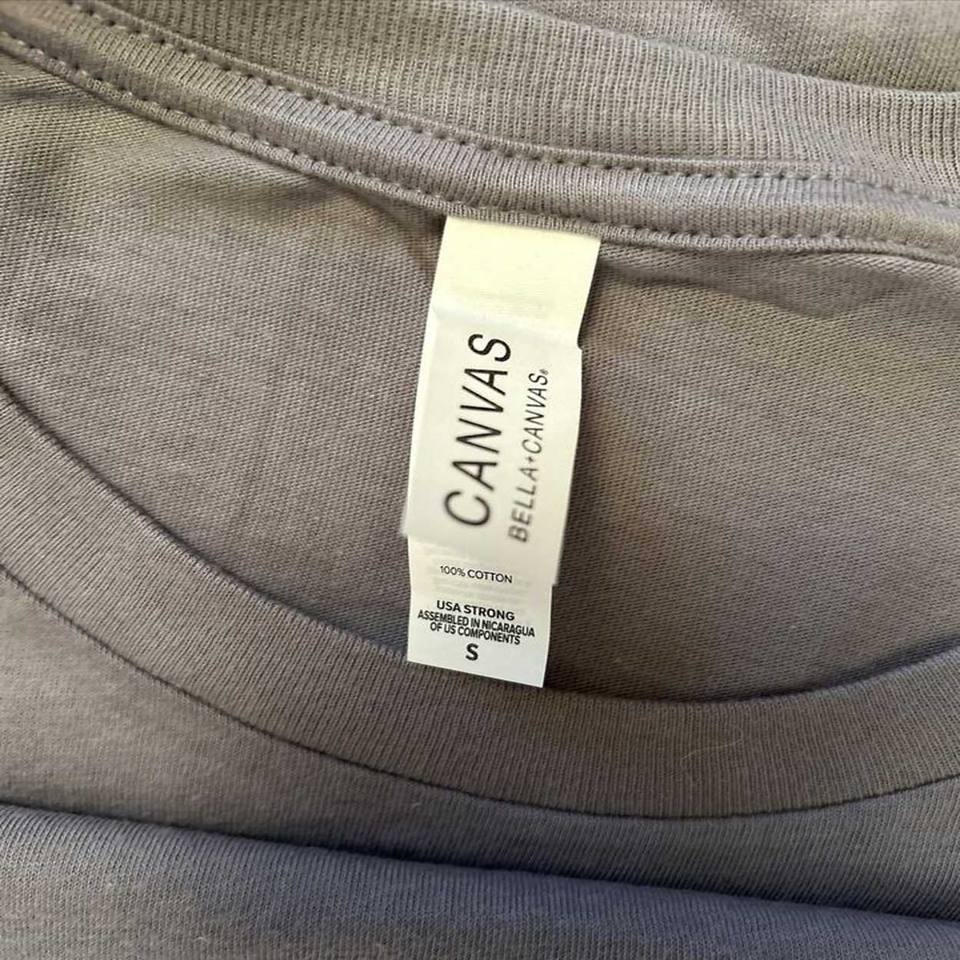 CANVAS
BELLA+CANVAS®
100% COTTON
USA STRONG
ASSEMBLED IN NICARAGUA
OF US COMPONENTS
S